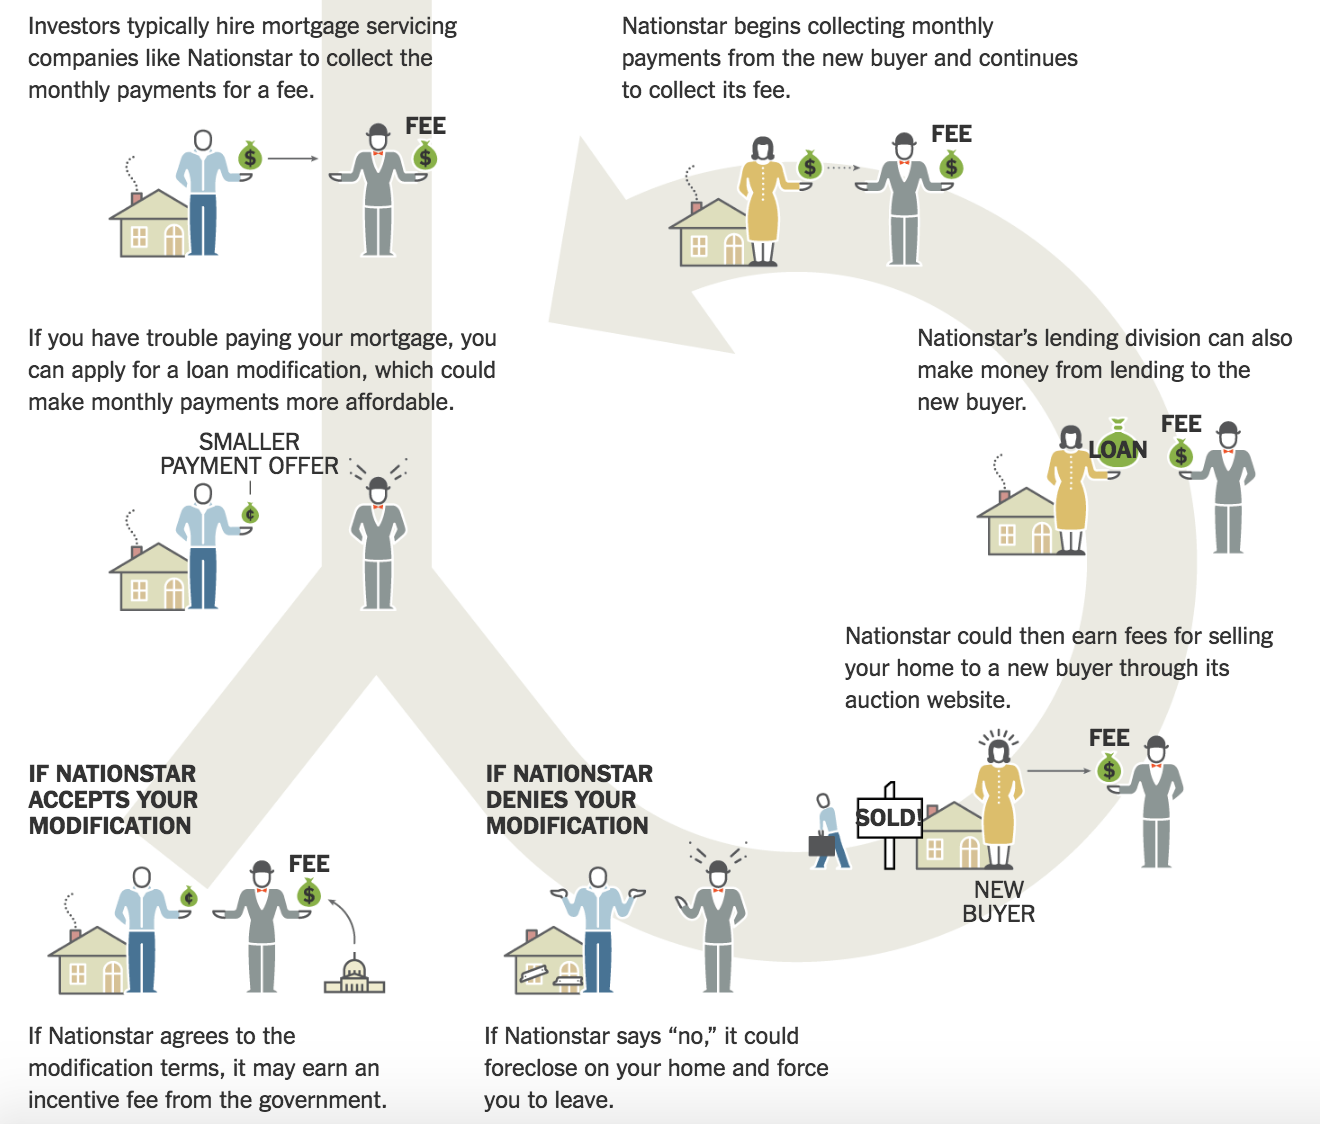 Investors typically hire mortgage servicing
companies like Nationstar to collect the
monthly payments for a fee.
FEE
$
$
If you have trouble paying your mortgage, you
can apply for a loan modification, which could
make monthly payments more affordable.
SMALLER
PAYMENT OFFER
¢
IF NATIONSTAR
ACCEPTS YOUR
MODIFICATION
FEE
¢
$
If Nationstar agrees to the
modification terms, it may earn an
incentive fee from the government.
IF NATIONSTAR
DENIES YOUR
MODIFICATION
If Nationstar says “no,” it could
foreclose on your home and force
you to leave.
Nationstar could then earn fees for selling
your home to a new buyer through its
auction website.
FEE
$
SOLD!
NEW
BUYER
Nationstar’s lending division can also
make money from lending to the
new buyer.
FEE
LOAN
$
Nationstar begins collecting monthly
payments from the new buyer and continues
to collect its fee.
FEE
$
$